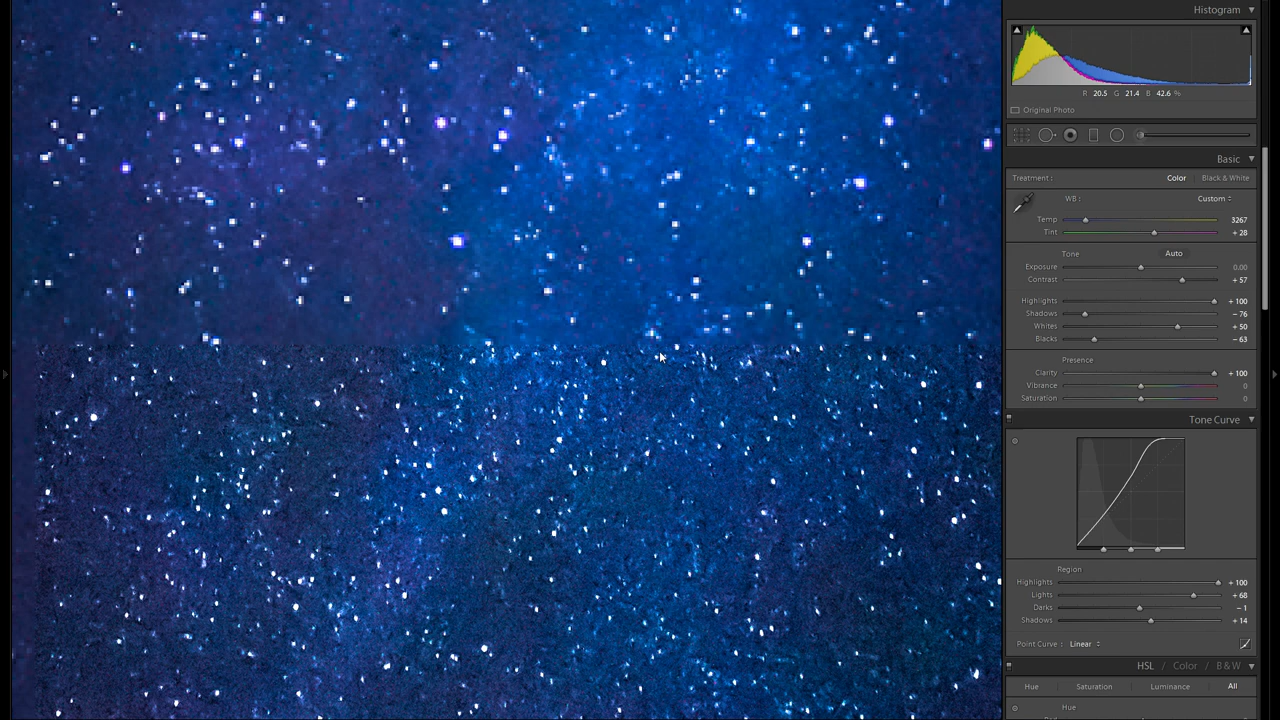 Histogram
R 20.5 G 21.4 B 42.6 %
Original Photo
Basic
Treatment : Color Black & White
WB : Custom
Temp 3267
Tint + 28
Tone Auto
Exposure 0.00
Contrast + 57
Highlights + 100
Shadows − 76
Whites + 50
Blacks − 63
Presence
Clarity + 100
Vibrance 0
Saturation 0
Tone Curve
Region
Highlights + 100
Lights + 68
Darks − 1
Shadows + 14
Point Curve : Linear
HSL / Color / B & W
Hue Saturation Luminance All
Hue